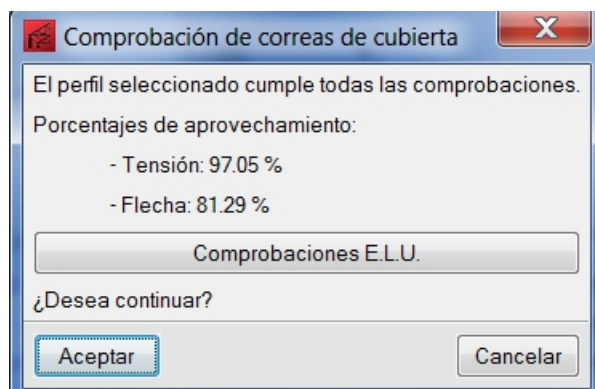 Comprobación de correas de cubierta
El perfil seleccionado cumple todas las comprobaciones.
Porcentajes de aprovechamiento:
- Tensión: 97.05 %
- Flecha: 81.29 %
Comprobaciones E.L.U.
¿Desea continuar?
Aceptar
Cancelar